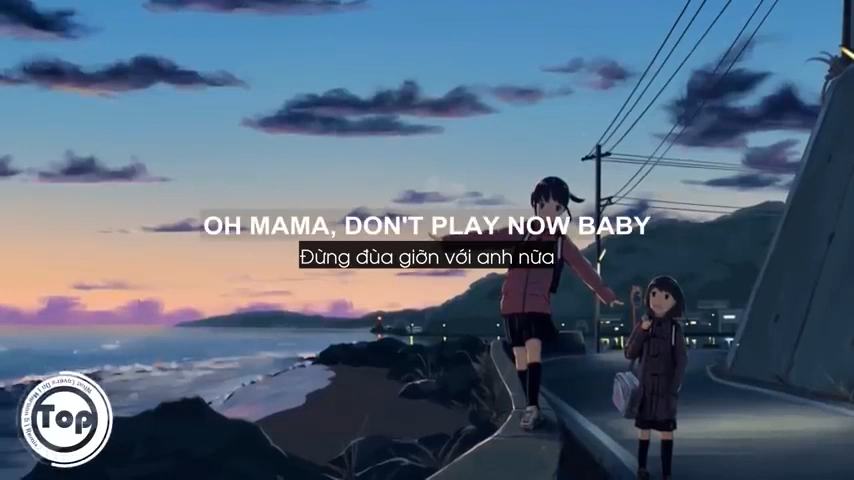 OH MAMA, DON'T PLAY NOW BABY
Đừng đùa giỡn với anh nữa
Top